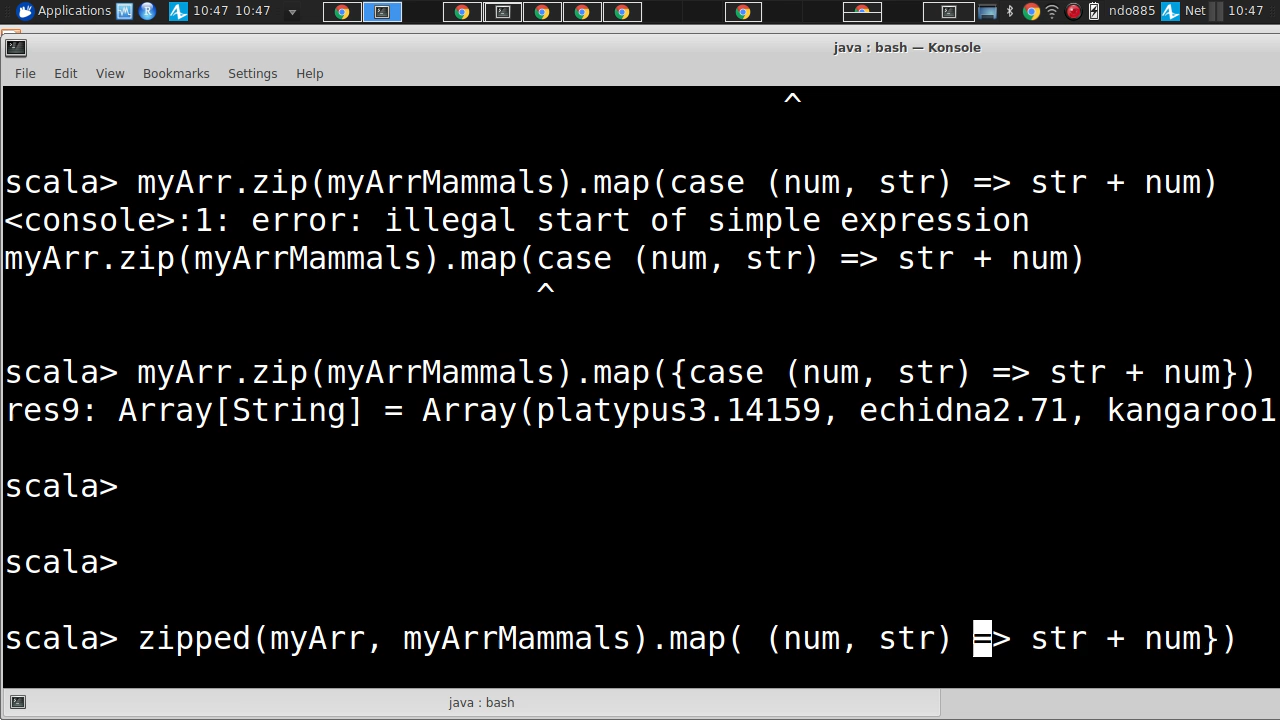 Applications 10:47 10:47 ndo885 Net 10:47
java : bash — Konsole
File Edit View Bookmarks Settings Help
^
scala> myArr.zip(myArrMammals).map(case (num, str) => str + num)
<console>:1: error: illegal start of simple expression
myArr.zip(myArrMammals).map(case (num, str) => str + num)
^
scala> myArr.zip(myArrMammals).map({case (num, str) => str + num})
res9: Array[String] = Array(platypus3.14159, echidna2.71, kangaroo1
scala>
scala>
scala> zipped(myArr, myArrMammals).map( (num, str) => str + num})
java : bash